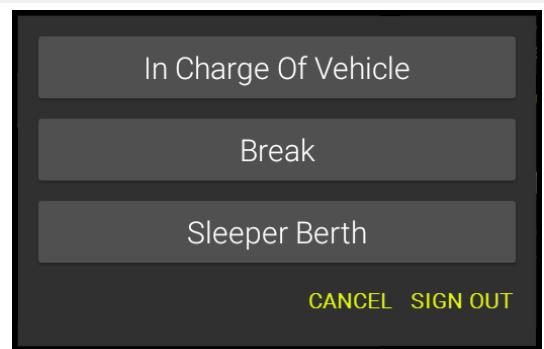 In Charge Of Vehicle
Break
Sleeper Berth
CANCEL SIGN OUT